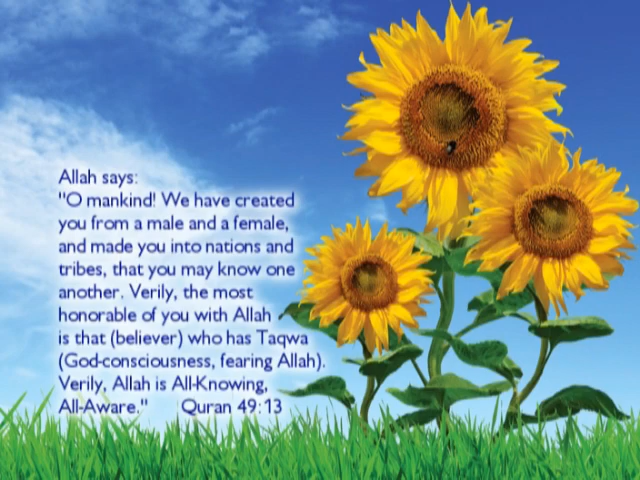 Allah says:
"O mankind! We have created
you from a male and a female,
and made you into nations and
tribes, that you may know one
another. Verily, the most
honorable of you with Allah
is that (believer) who has Taqwa
(God-consciousness, fearing Allah).
Verily, Allah is All-Knowing,
All-Aware." Quran 49:13